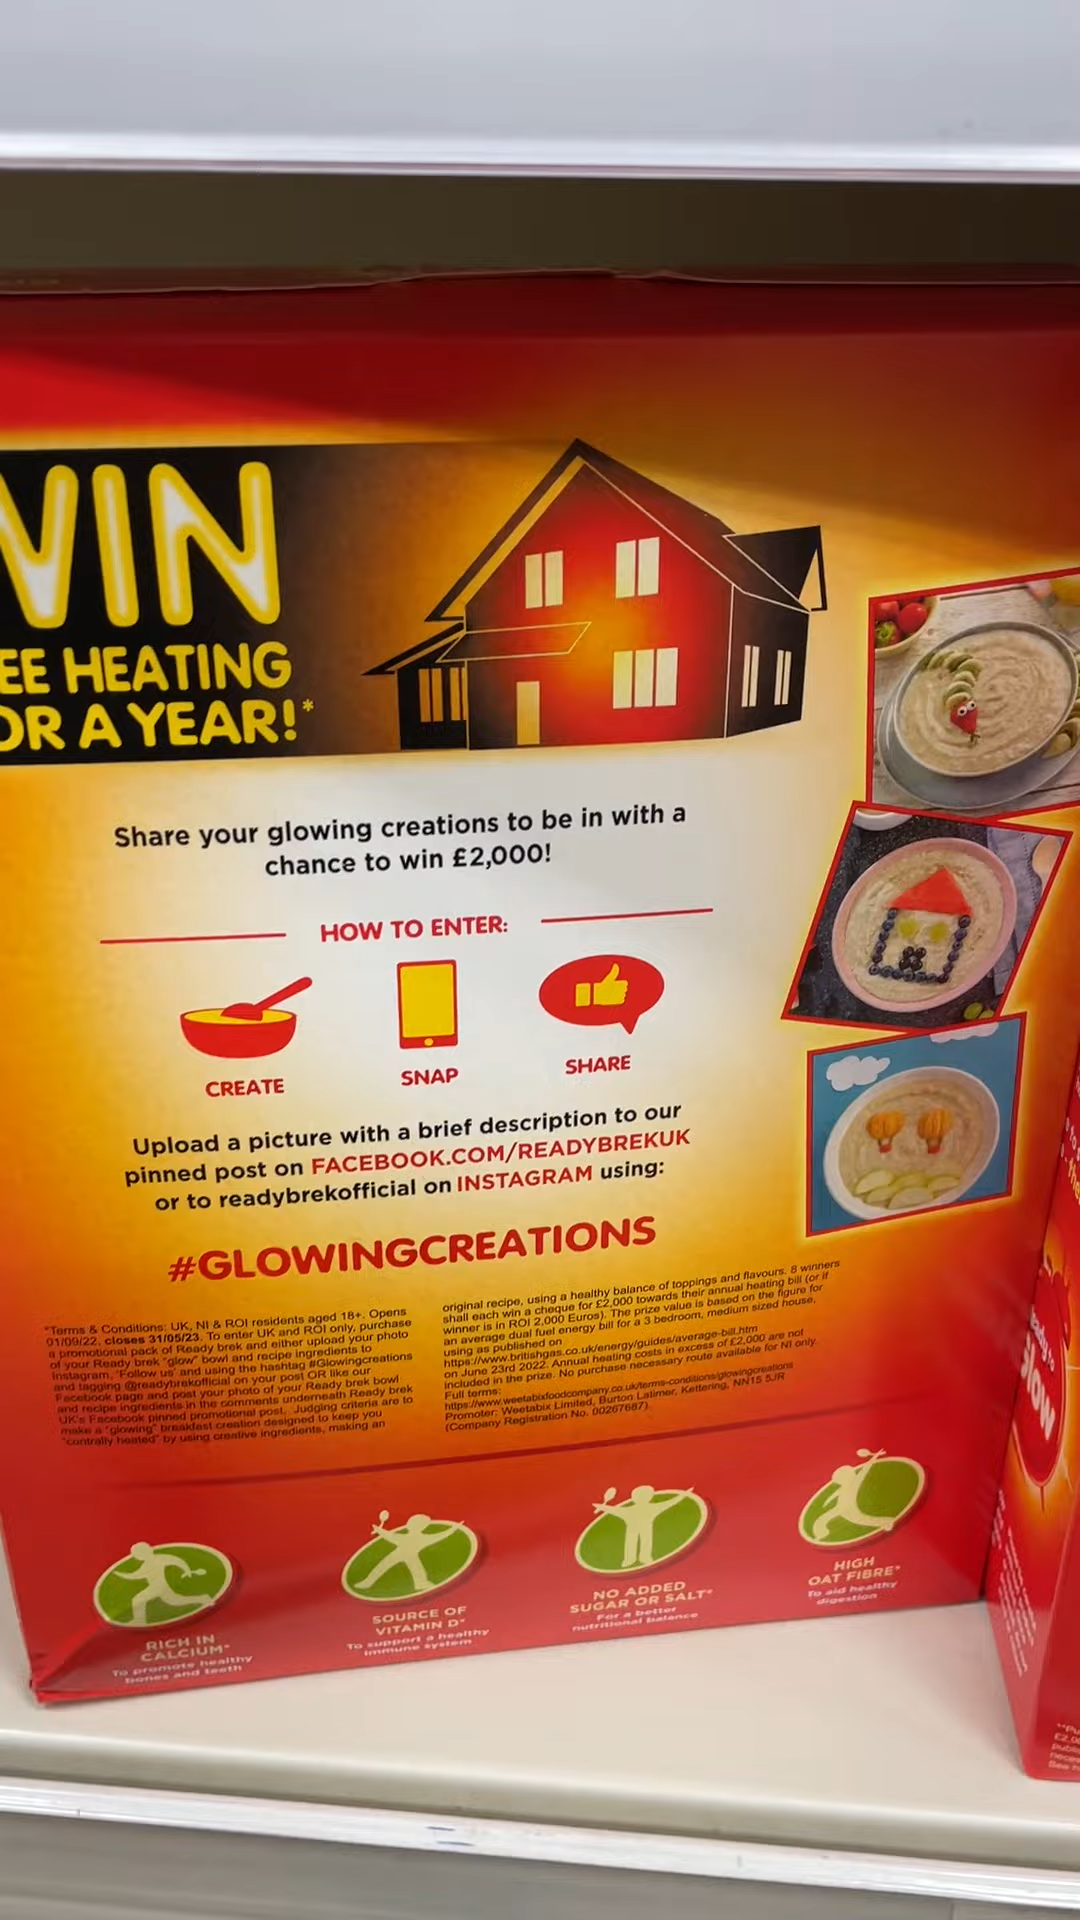 WIN
EE HEATING
OR A YEAR!*
Share your glowing creations to be in with a
chance to win £2,000!
HOW TO ENTER:
CREATE
SNAP
SHARE
Upload a picture with a brief description to our
pinned post on FACEBOOK.COM/READYBREKUK
or to readybrekofficial on INSTAGRAM using:
#GLOWINGCREATIONS
*Terms & Conditions: UK, NI & ROI residents aged 18+. Opens
01/09/22, closes 31/05/23. To enter UK and ROI only, purchase
a promotional pack of Ready brek and either upload your photo
of your Ready brek "glow" bowl and recipe ingredients to
Instagram, 'Follow us' and using the hashtag #Glowingcreations
and tagging @readybrekofficial on your post OR like our
Facebook page and post your photo of your Ready brek bowl
and recipe ingredients in the comments underneath Ready brek
UK's Facebook pinned promotional post. Judging criteria are to
make a "glowing" breakfast creation designed to keep you
"centrally heated" by using creative ingredients, making an
original recipe, using a healthy balance of toppings and flavours. 8 winners
shall each win a cheque for £2,000 towards their annual heating bill (or if
winner is in ROI 2,000 Euros). The prize value is based on the figure for
an average dual fuel energy bill for a 3 bedroom, medium sized house,
using as published on
https://www.britishgas.co.uk/energy/guides/average-bill.htm
on June 23rd 2022. Annual heating costs in excess of £2,000 are not
included in the prize. No purchase necessary route available for NI only.
Full terms:
https://www.weetabixfoodcompany.co.uk/terms-conditions/glowingcreations
Promoter: Weetabix Limited, Burton Latimer, Kettering, NN15 5JR
(Company Registration No. 00267687)
RICH IN
CALCIUM*
To promote healthy
bones and teeth
SOURCE OF
VITAMIN D*
To support a healthy
immune system
NO ADDED
SUGAR OR SALT*
For a better
nutritional balance
HIGH
OAT FIBRE*
To aid healthy
digestion